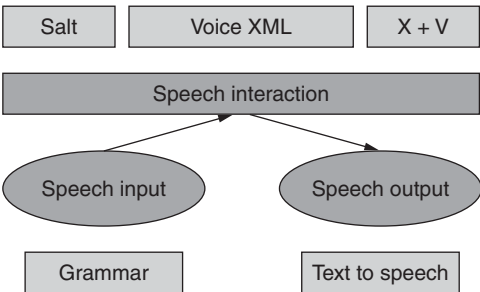 Salt
Voice XML
X + V
Speech interaction
Speech input
Speech output
Grammar
Text to speech